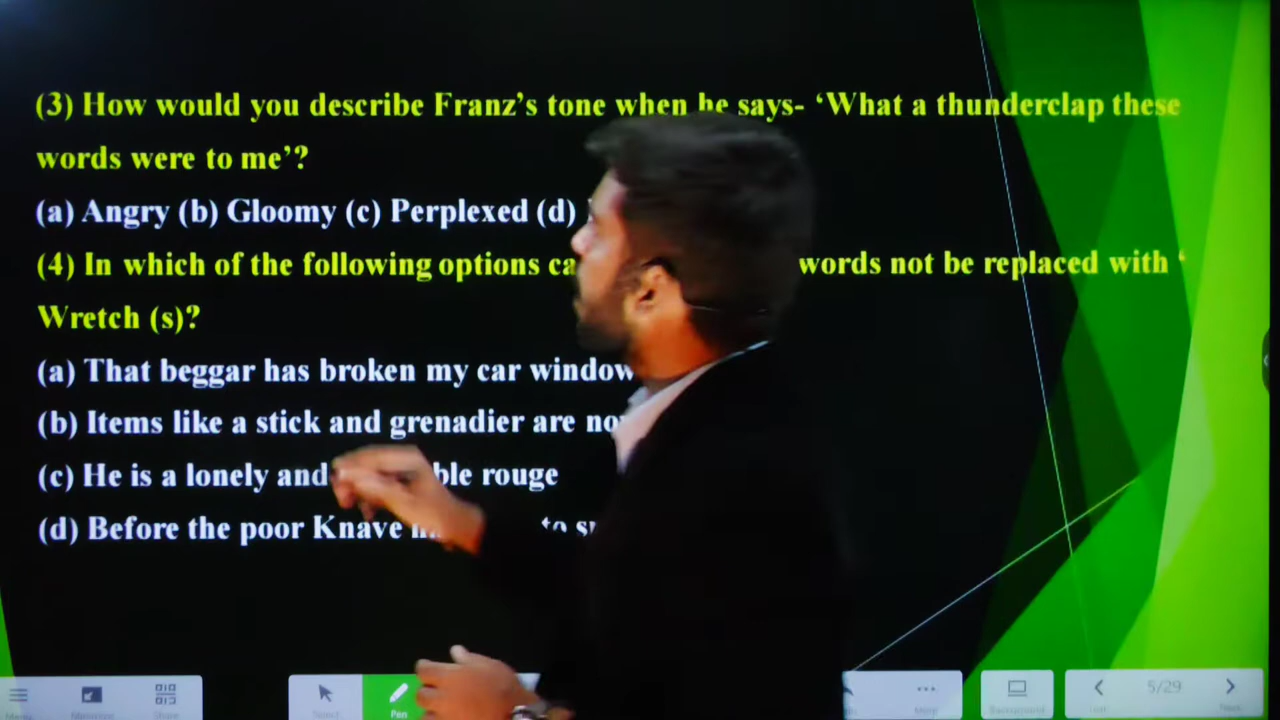 (3) How would you describe Franz's tone when he says- 'What a thunderclap these
words were to me'?
(a) Angry (b) Gloomy (c) Perplexed (d)
(4) In which of the following options words not be replaced with '
Wretch (s)?
(a) That beggar has broken my car window
(b) Items like a stick and grenadier are
(c) He is a lonely and rouge
(d) Before the poor Knave to
Select
Pen
Background
5/29